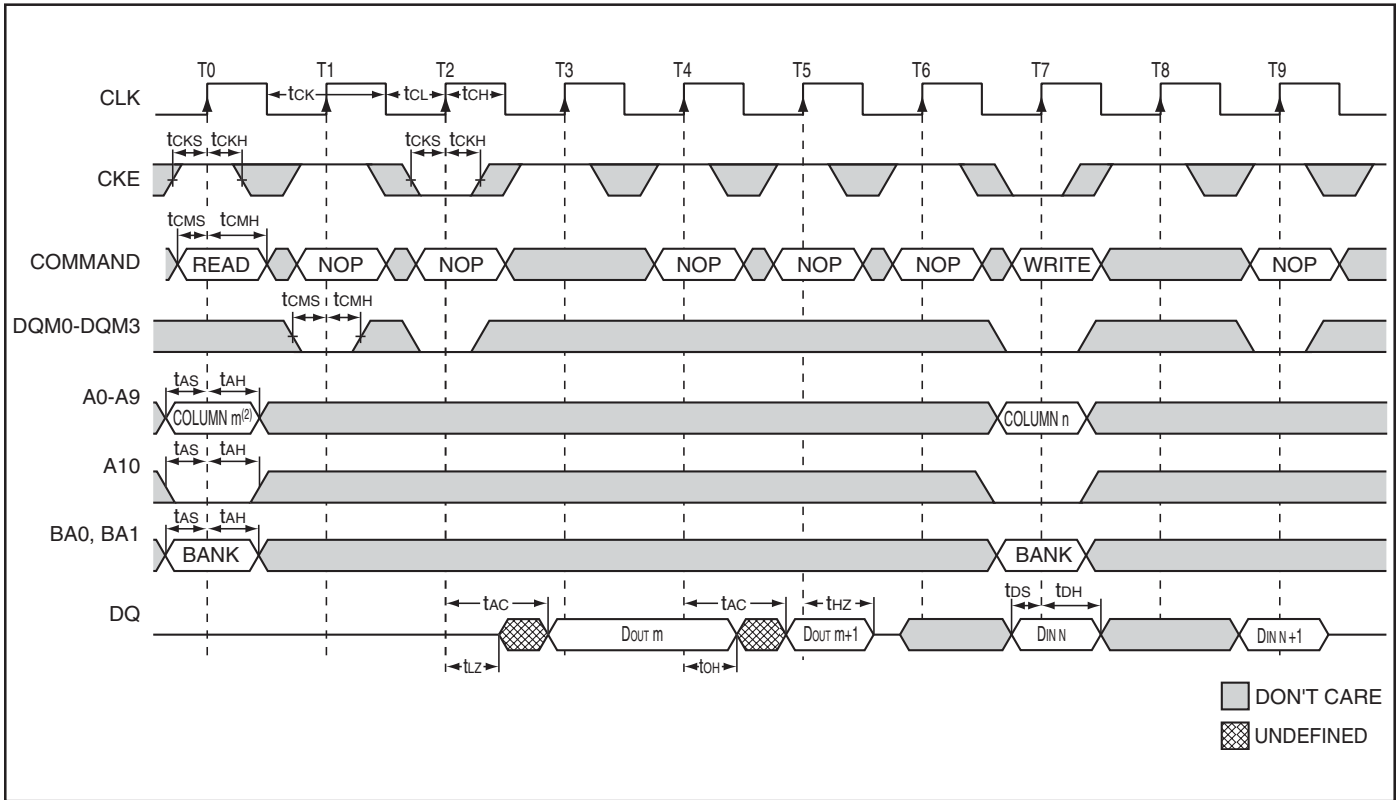 T0 T1 T2 T3 T4 T5 T6 T7 T8 T9
CLK tCK tCL tCH
tCKS tCKH tCKS tCKH
CKE
tCMS tCMH
COMMAND READ NOP NOP NOP NOP NOP WRITE NOP
tCMS tCMH
DQM0-DQM3
tAS tAH
A0-A9 COLUMN m(2) COLUMN n
tAS tAH
A10
tAS tAH
BA0, BA1 BANK BANK
tAC tAC tHZ tDS tDH
DQ DOUT m DOUT m+1 DIN N DIN N+1
tLZ tOH
DON'T CARE
UNDEFINED